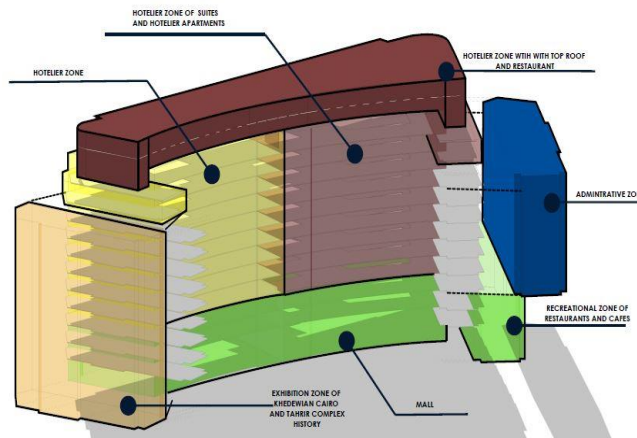 HOTELIER ZONE OF SUITES
AND HOTELIER APARTMENTS
HOTELIER ZONE WTIH WITH TOP ROOF
AND RESTAURANT
HOTELIER ZONE
ADMINTRATIVE ZO
RECREATIONAL ZONE OF
RESTAURANTS AND CAFES
EXHIBITION ZONE OF
KHEDEWIAN CAIRO
AND TAHRIR COMPLEX
HISTORY
MALL